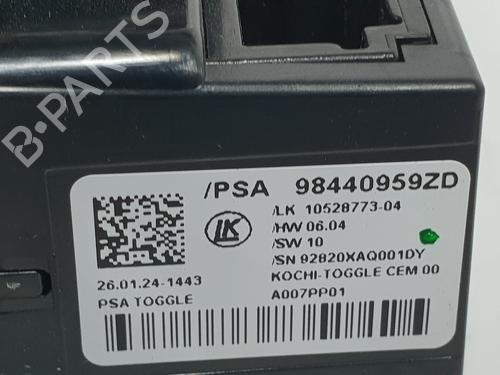 B-PARTS
/PSA 98440959ZD
/LK 10528773-04
/HW 06.04
/SW 10
/SN 92820XAQ001DY
KOCHI-TOGGLE CEM 00
A007PP01
LK
26.01.24-1443
PSA TOGGLE